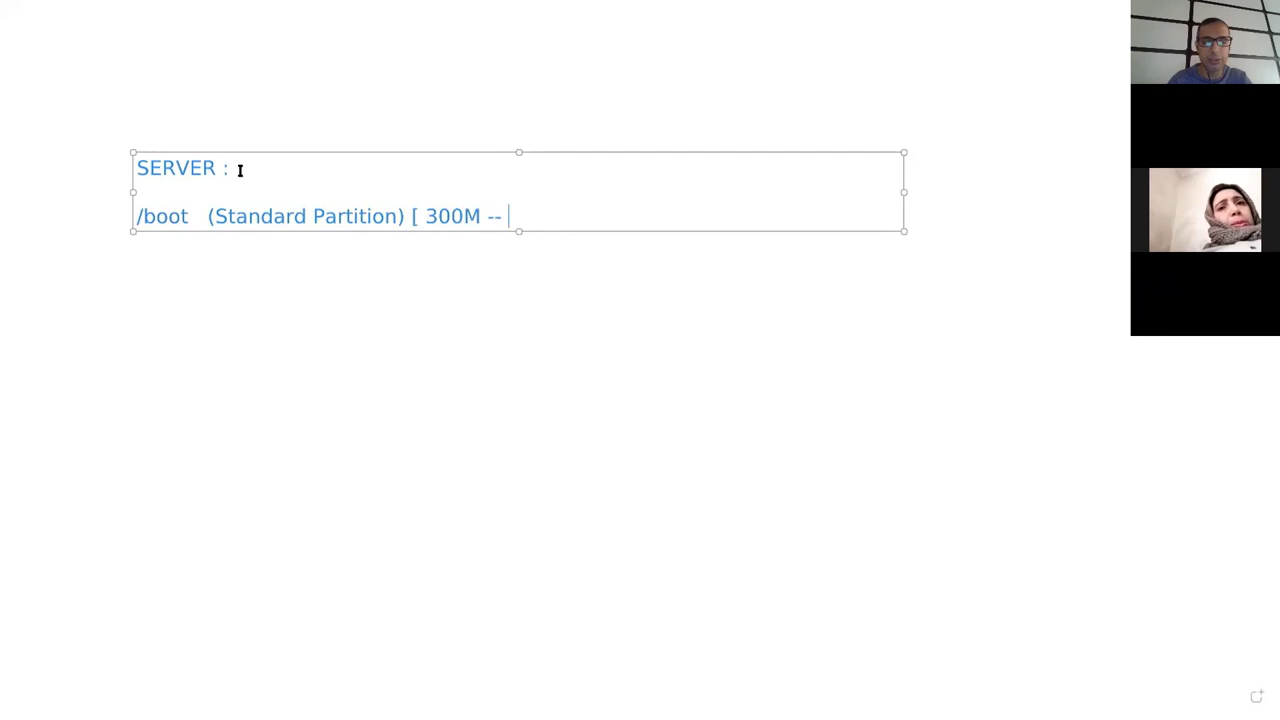 SERVER :
/boot (Standard Partition) [ 300M --